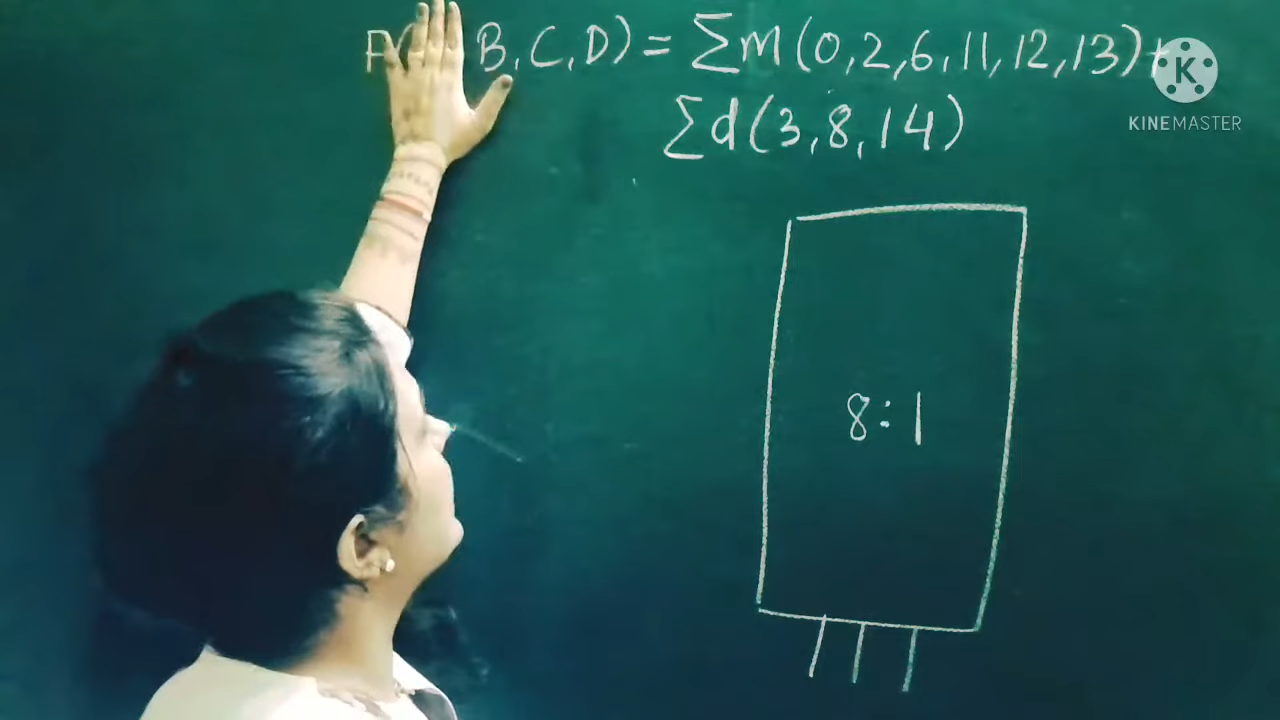 B,C,D) = Σm(0,2,6,11,12,13)+
Σd(3,8,14)
8:1
K
KINEMASTER